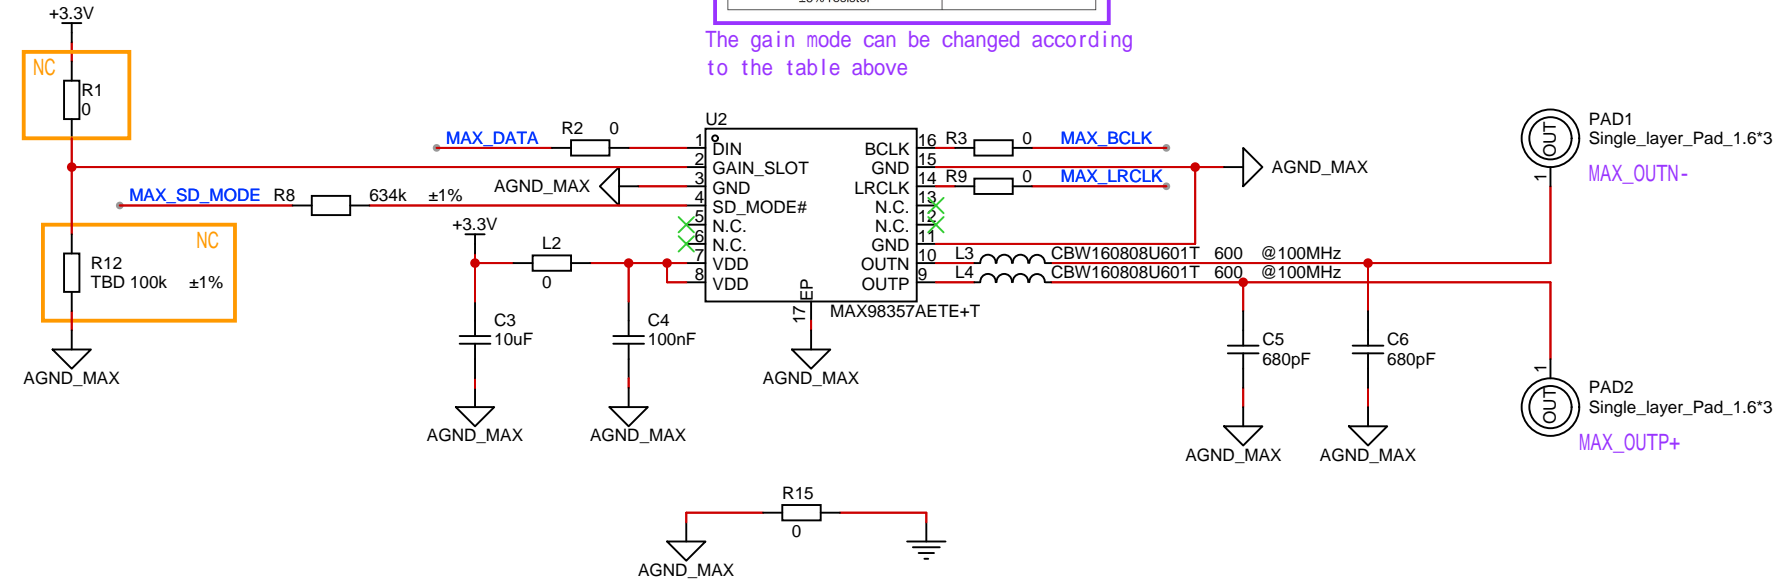 +3.3V
The gain mode can be changed according
to the table above
NC
R1
0
U2
MAX_DATA R2 0
1 DIN
2 GAIN_SLOT
3 GND
4 SD_MODE#
5 N.C.
6 N.C.
7 VDD
8 VDD
BCLK 16
GND 15
LRCLK 14
N.C. 13
N.C. 12
GND 11
OUTN 10
OUTP 9
EP
17
MAX98357AETE+T
R3 0 MAX_BCLK
R9 0 MAX_LRCLK
AGND_MAX
AGND_MAX
MAX_SD_MODE R8 634k ±1%
NC
R12
TBD 100k ±1%
AGND_MAX
+3.3V
L2
0
C3
10uF
C4
100nF
AGND_MAX
AGND_MAX
AGND_MAX
L3 CBW160808U601T 600 @100MHz
L4 CBW160808U601T 600 @100MHz
C5
680pF
C6
680pF
AGND_MAX
AGND_MAX
OUT
1
PAD1
Single_layer_Pad_1.6*3
MAX_OUTN-
1
OUT
PAD2
Single_layer_Pad_1.6*3
MAX_OUTP+
R15
0
AGND_MAX